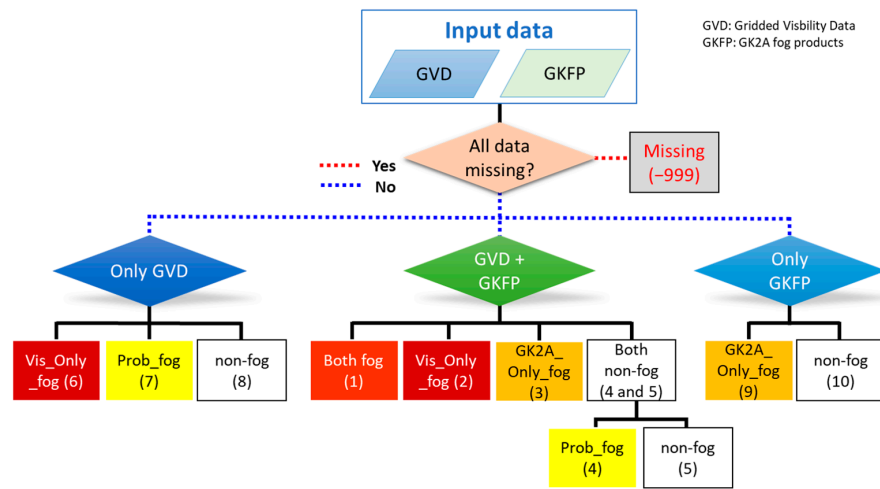 Input data
GVD: Gridded Visbility Data
GKFP: GK2A fog products
GVD
GKFP
All data
missing?
Missing
(−999)
Yes
No
Only GVD
GVD +
GKFP
Only
GKFP
Vis_Only
_fog (6)
Prob_fog
(7)
non-fog
(8)
Both fog
(1)
Vis_Only
_fog (2)
GK2A_
Only_fog
(3)
Both
non-fog
(4 and 5)
GK2A_
Only_fog
(9)
non-fog
(10)
Prob_fog
(4)
non-fog
(5)